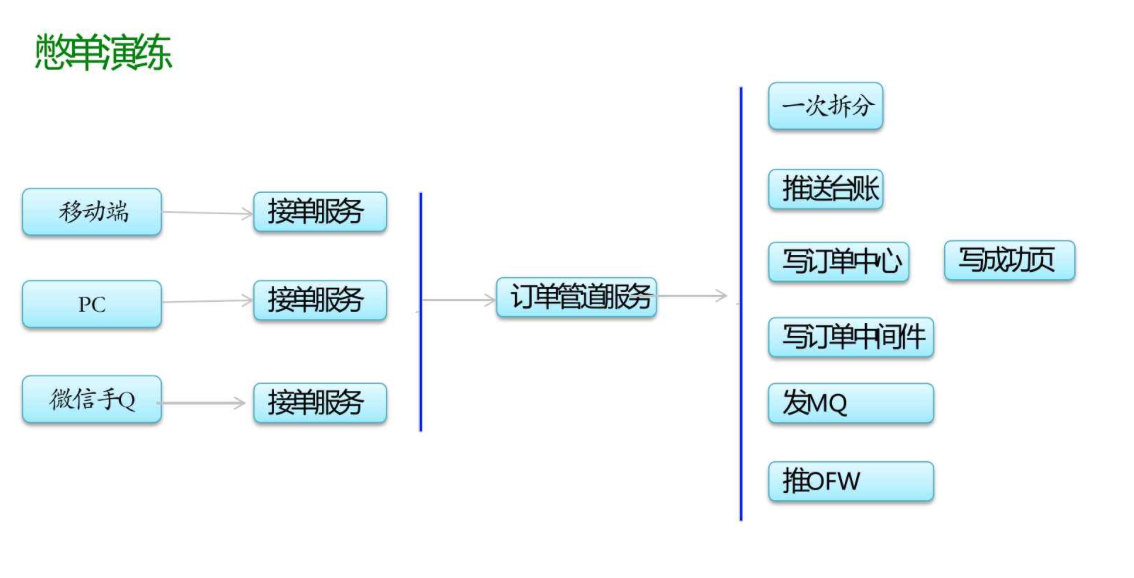 憋单演练
移动端
接单服务
PC
接单服务
微信手Q
接单服务
订单管道服务
一次拆分
推送台账
写订单中心
写成功页
写订单中间件
发MQ
推OFW